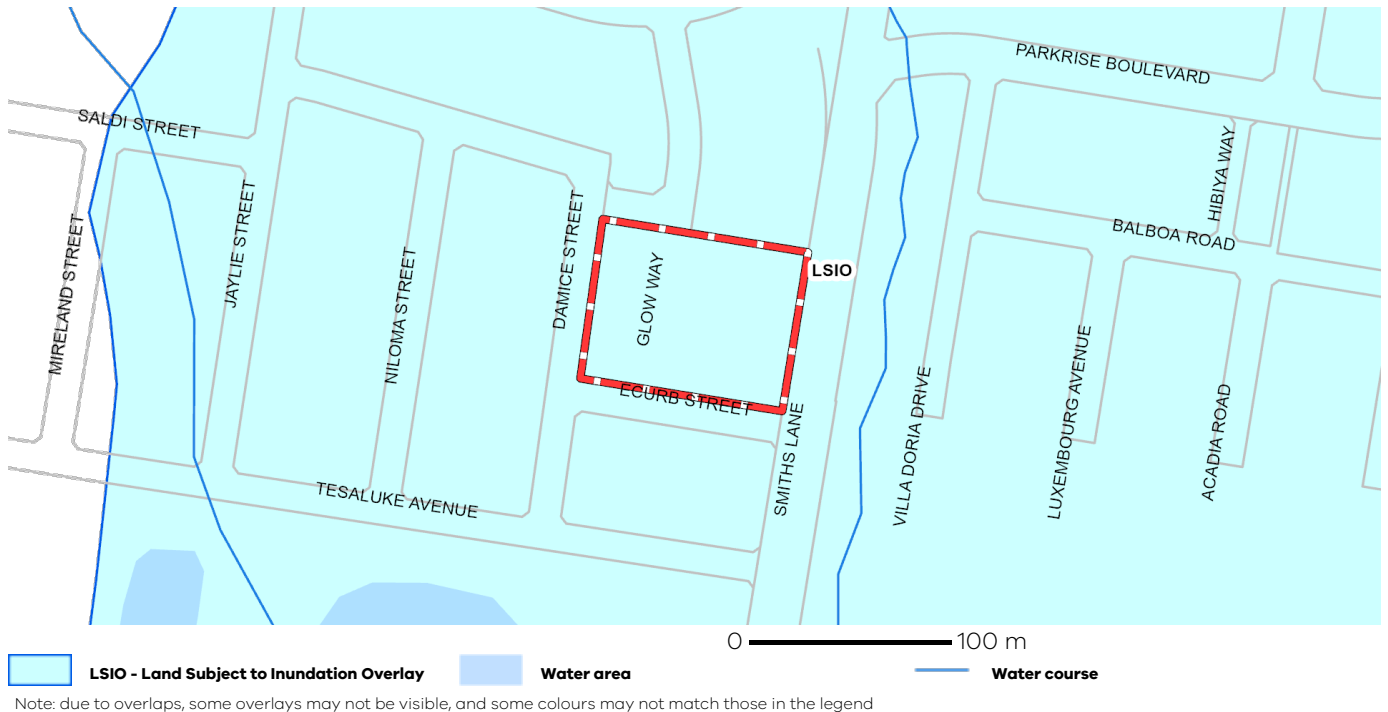 PARKRISE BOULEVARD
SALDI STREET
HIBIYA WAY
BALBOA ROAD
JAYLIE STREET
DAMICE STREET
MIRELAND STREET
NILOMA STREET
GLOW WAY
LSIO
ECURB STREET
SMITHS LANE
VILLA DORIA DRIVE
LUXEMBOURG AVENUE
ACADIA ROAD
TESALUKE AVENUE
0 100 m
LSIO - Land Subject to Inundation Overlay Water area Water course
Note: due to overlaps, some overlays may not be visible, and some colours may not match those in the legend